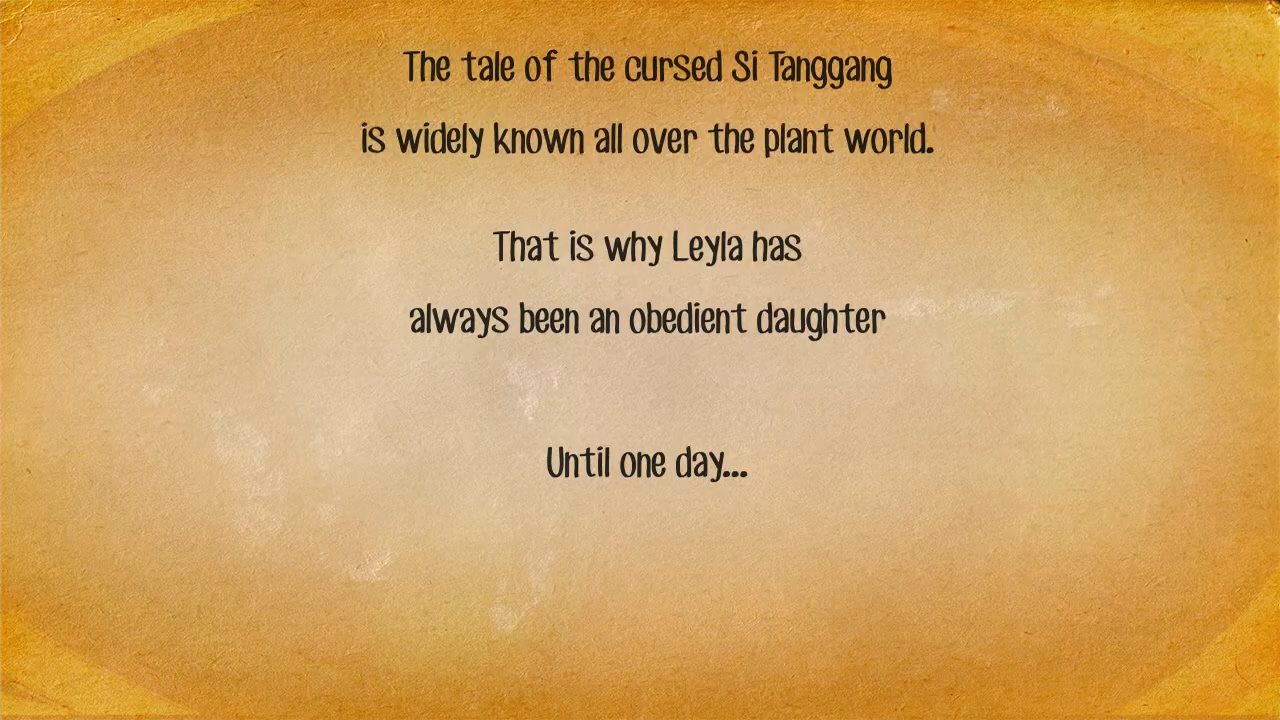 The tale of the cursed Si Tanggang
is widely known all over the plant world.
That is why Leyla has
always been an obedient daughter
Until one day...